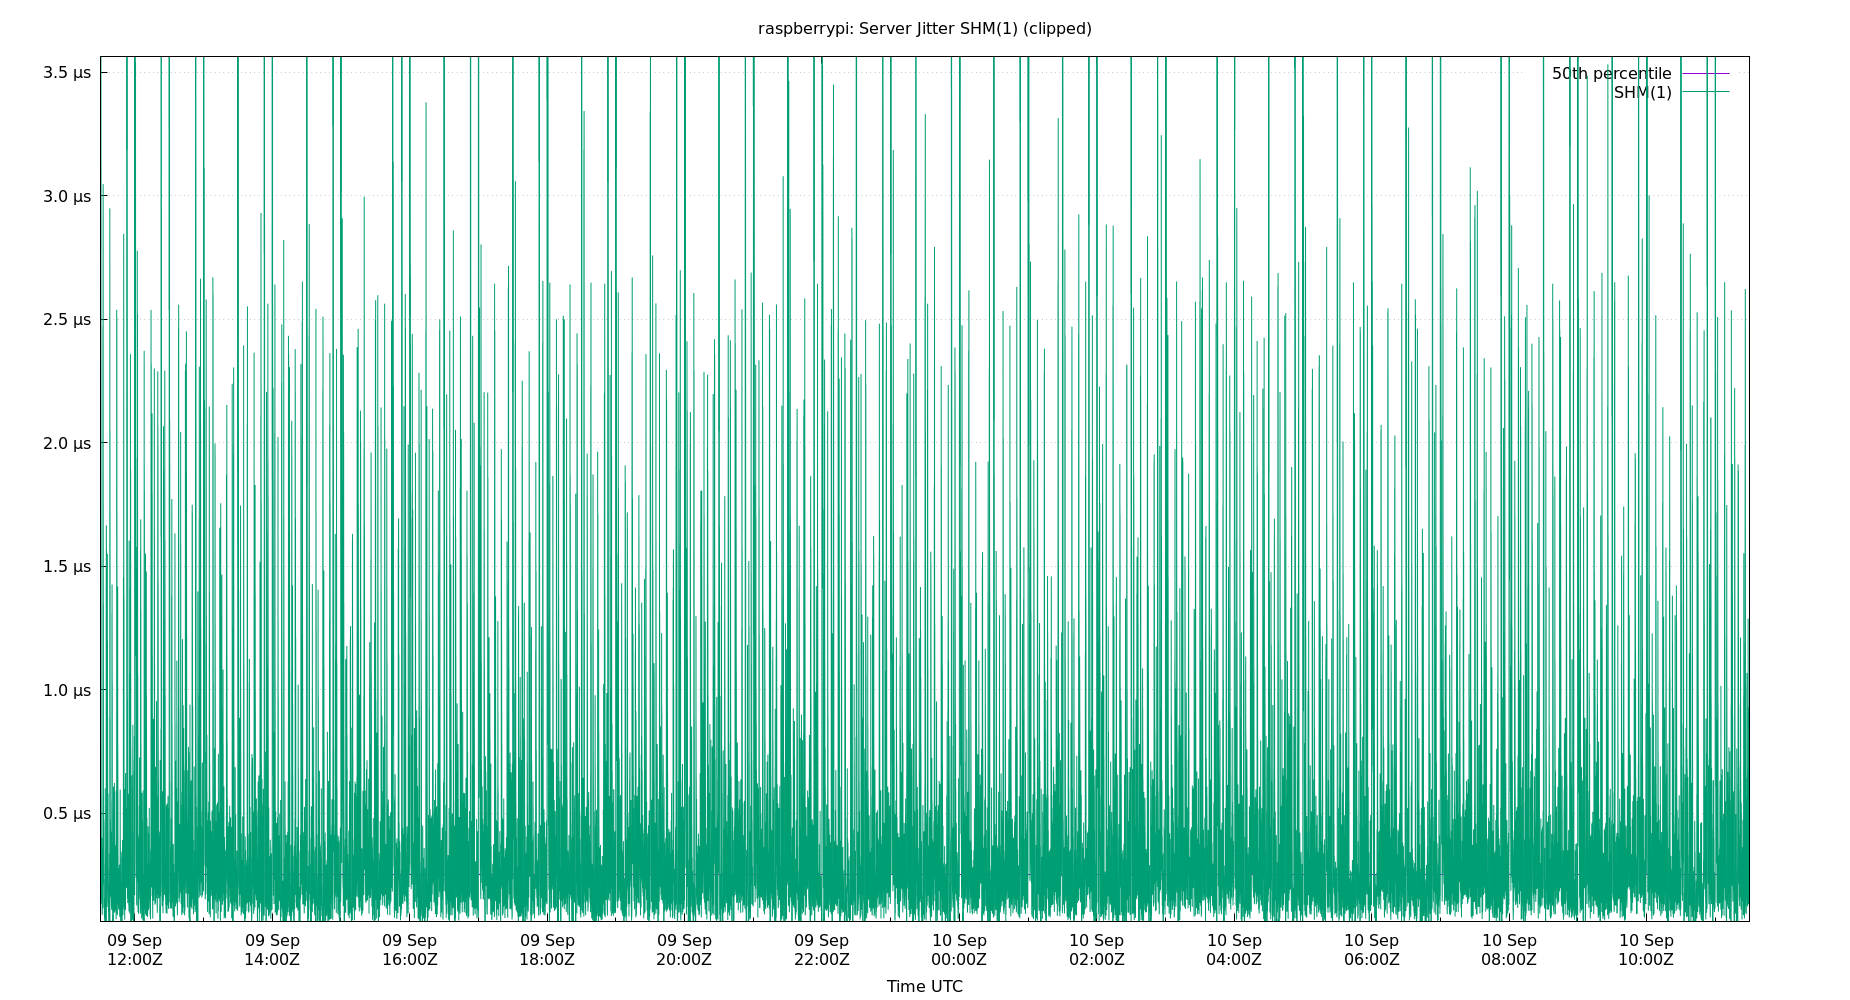 raspberrypi: Server Jitter SHM(1) (clipped)
3.5 µs
3.0 µs
2.5 µs
2.0 µs
1.5 µs
1.0 µs
0.5 µs
50th percentile
SHM(1)
09 Sep 09 Sep 09 Sep 09 Sep 09 Sep 09 Sep 10 Sep 10 Sep 10 Sep 10 Sep 10 Sep 10 Sep
12:00Z 14:00Z 16:00Z 18:00Z 20:00Z 22:00Z 00:00Z 02:00Z 04:00Z 06:00Z 08:00Z 10:00Z
Time UTC